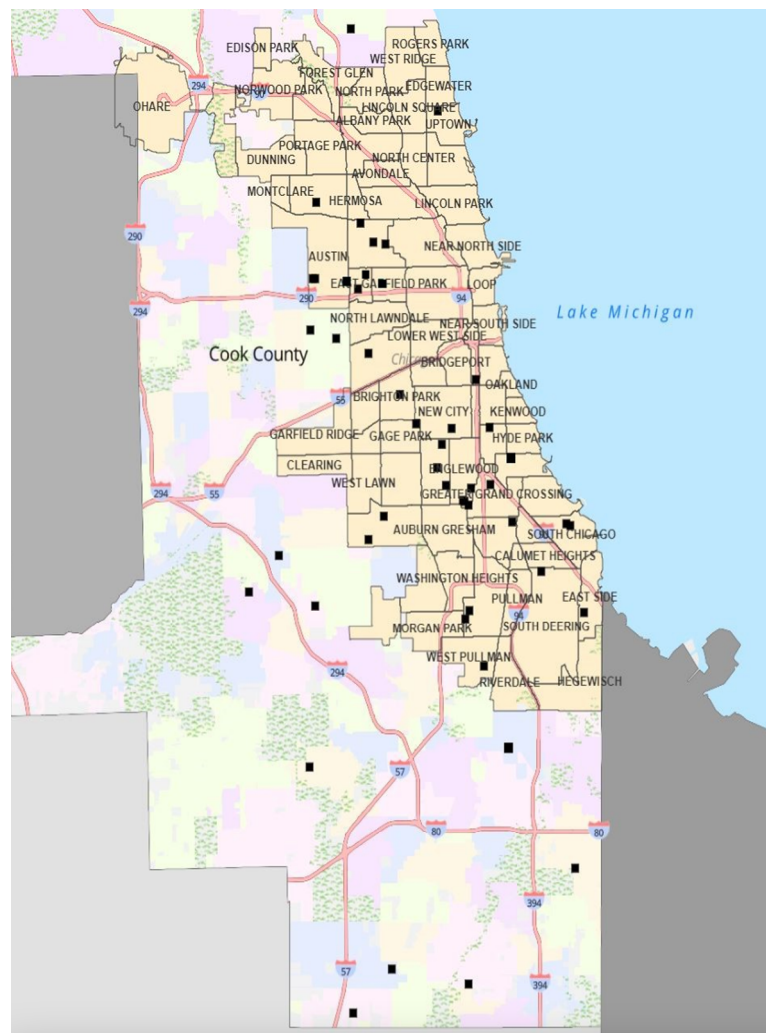 EDISON PARK
ROGERS PARK
WEST RIDGE
FOREST GLEN
294
NORWOOD PARK
90
NORTH PARK
EDGEWATER
OHARE
LINCOLN SQUARE
ALBANY PARK
UPTOWN
PORTAGE PARK
DUNNING
NORTH CENTER
AVONDALE
MONTCLARE
HERMOSA
LINCOLN PARK
290
AUSTIN
NEAR NORTH SIDE
EAST GARFIELD PARK
LOOP
290
94
294
Lake Michigan
NORTH LAWNDALE
NEAR SOUTH SIDE
LOWER WEST SIDE
Cook County
BRIDGEPORT
OAKLAND
55
BRIGHTON PARK
NEW CITY
KENWOOD
GARFIELD RIDGE
GAGE PARK
HYDE PARK
CLEARING
ENGLEWOOD
WEST LAWN
294
55
GREATER GRAND CROSSING
AUBURN GRESHAM
SOUTH CHICAGO
CALUMET HEIGHTS
WASHINGTON HEIGHTS
PULLMAN
EAST SIDE
94
MORGAN PARK
SOUTH DEERING
WEST PULLMAN
294
RIVERDALE
HEGEWISCH
57
80
80
394
57
394